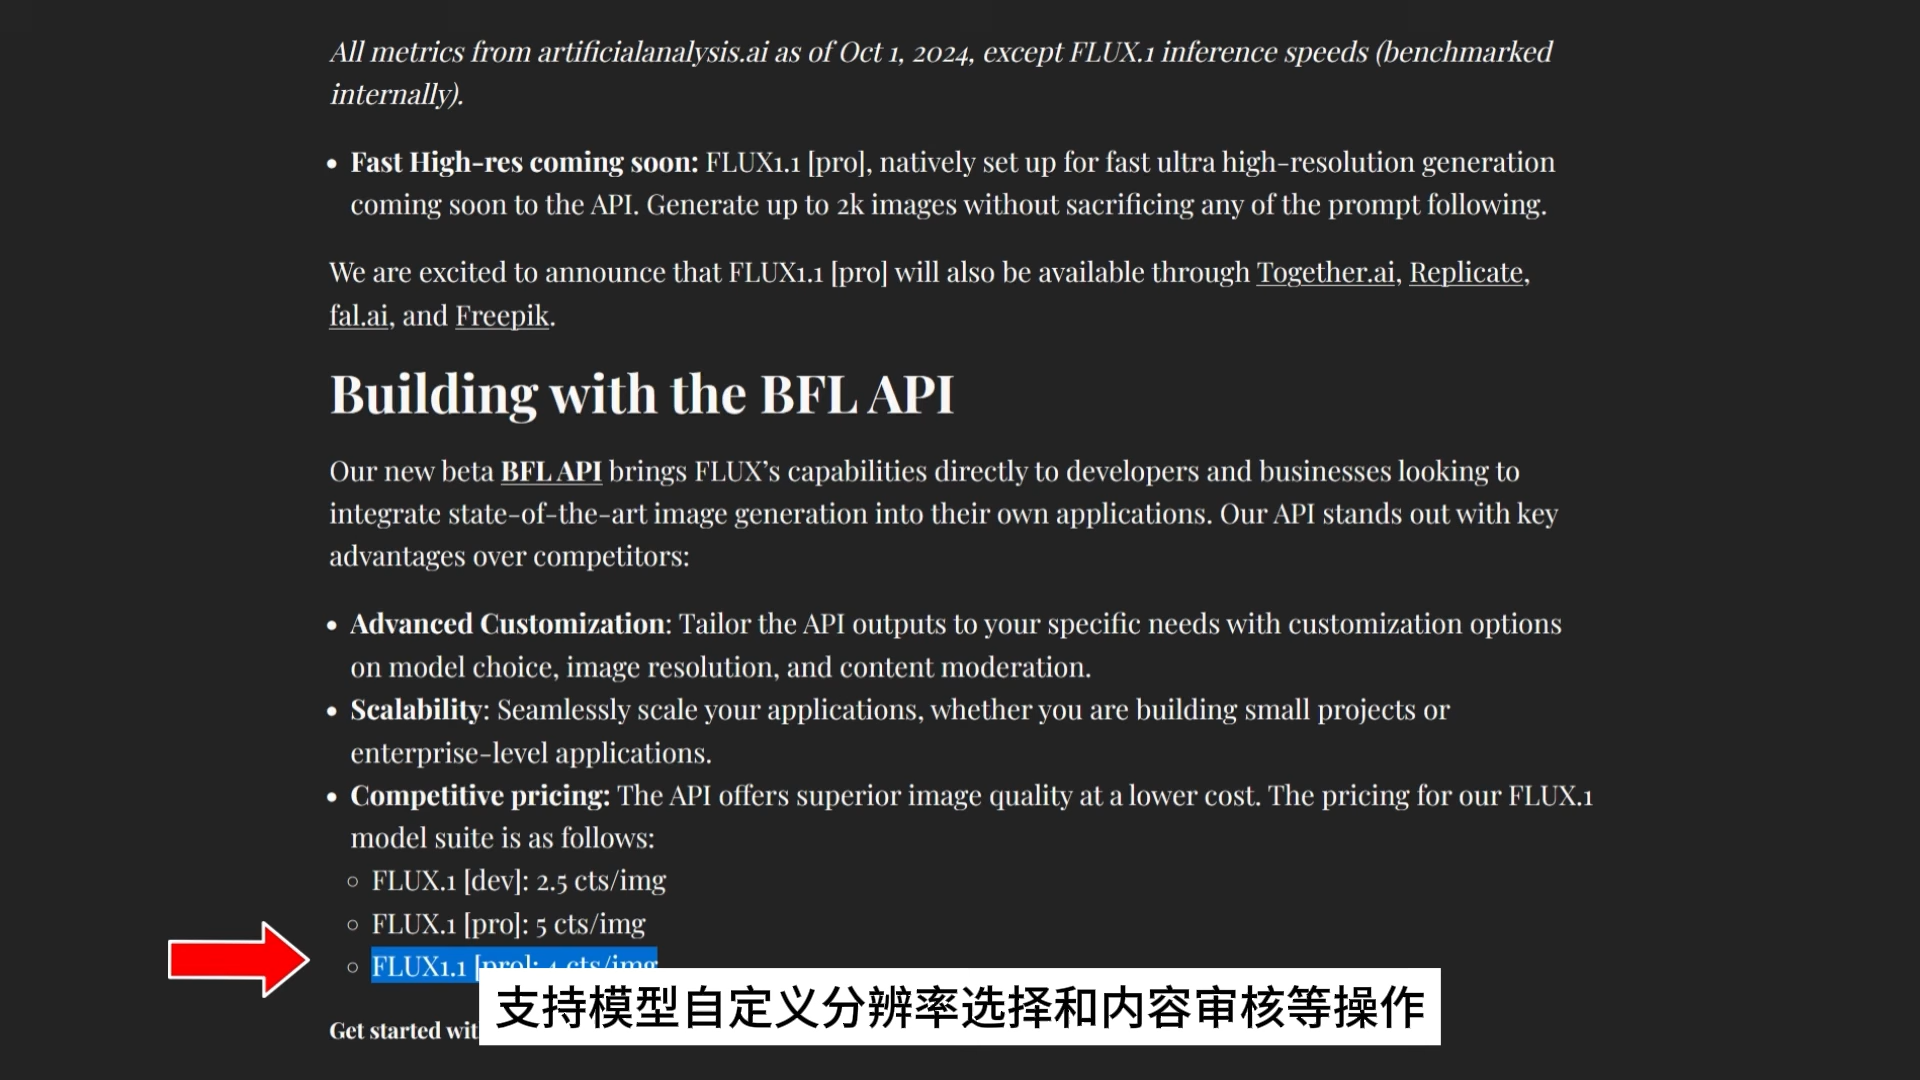 All metrics from artificialanalysis.ai as of Oct 1, 2024, except FLUX.1 inference speeds (benchmarked
internally).
• Fast High-res coming soon: FLUX1.1 [pro], natively set up for fast ultra high-resolution generation
coming soon to the API. Generate up to 2k images without sacrificing any of the prompt following.
We are excited to announce that FLUX1.1 [pro] will also be available through Together.ai, Replicate,
fal.ai, and Freepik.
Building with the BFL API
Our new beta BFL API brings FLUX’s capabilities directly to developers and businesses looking to
integrate state-of-the-art image generation into their own applications. Our API stands out with key
advantages over competitors:
• Advanced Customization: Tailor the API outputs to your specific needs with customization options
on model choice, image resolution, and content moderation.
• Scalability: Seamlessly scale your applications, whether you are building small projects or
enterprise-level applications.
• Competitive pricing: The API offers superior image quality at a lower cost. The pricing for our FLUX.1
model suite is as follows:
◦ FLUX.1 [dev]: 2.5 cts/img
◦ FLUX.1 [pro]: 5 cts/img
◦ FLUX1.1 [pro]: 4 cts/img
支持模型自定义分辨率选择和内容审核等操作
Get started